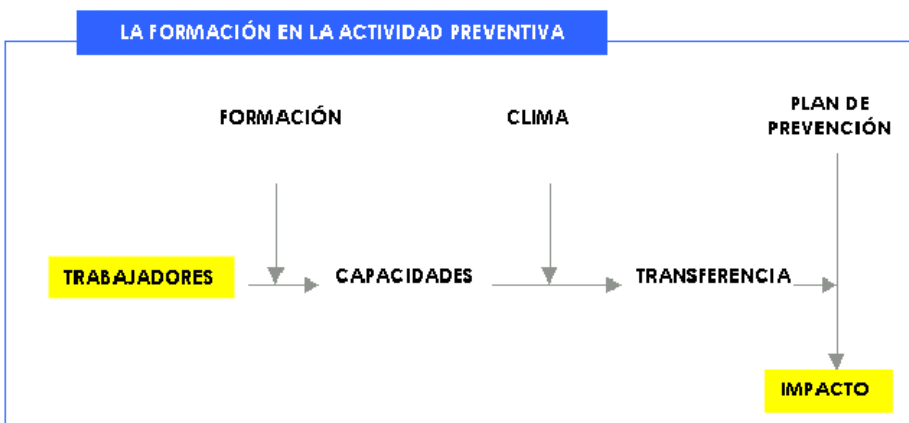 LA FORMACIÓN EN LA ACTIVIDAD PREVENTIVA
FORMACIÓN
CLIMA
PLAN DE
PREVENCIÓN
TRABAJADORES
CAPACIDADES
TRANSFERENCIA
IMPACTO